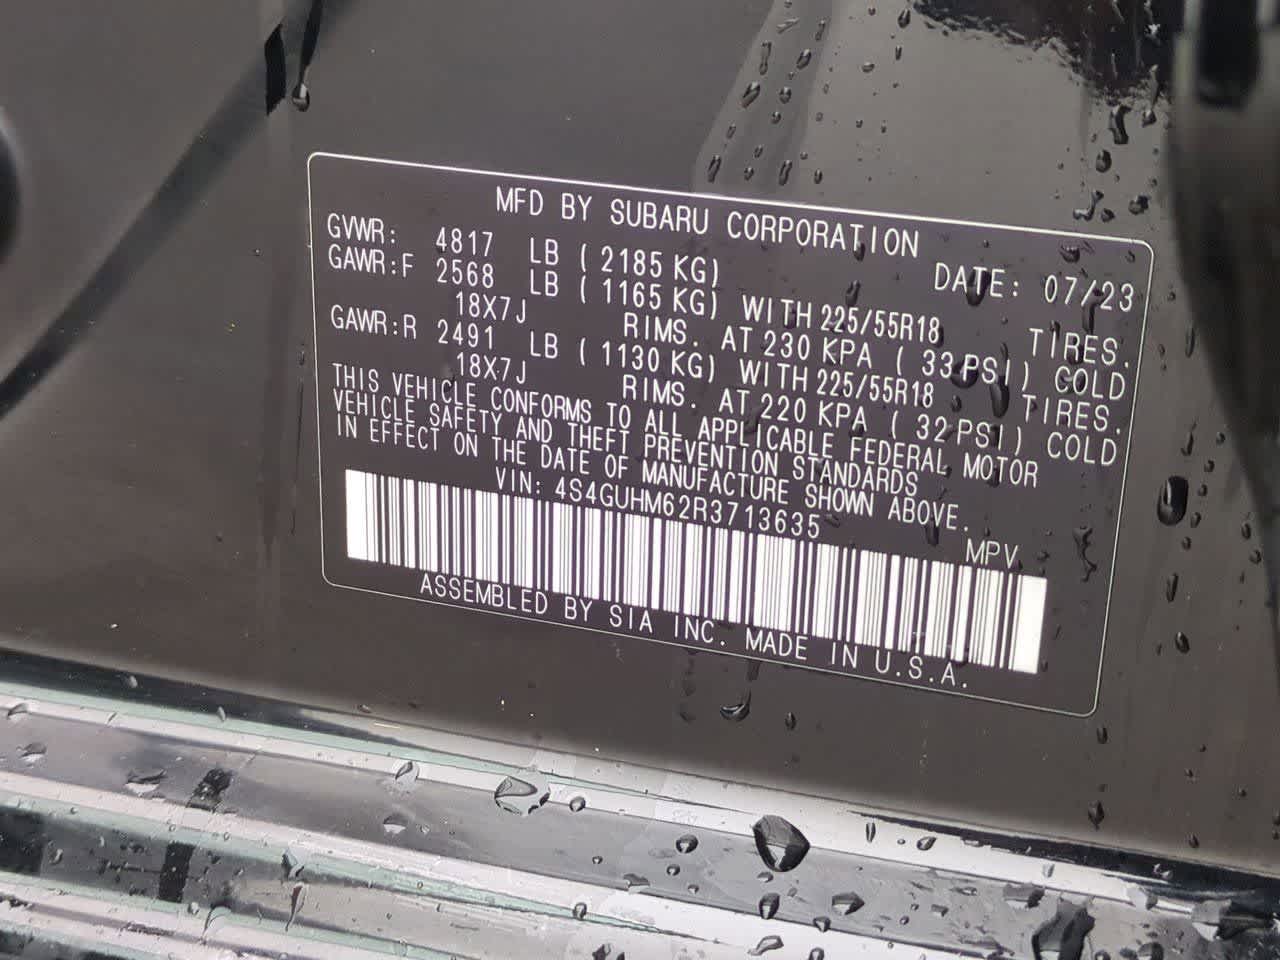 MFD BY SUBARU CORPORATION
GVWR: 4817 LB ( 2185 KG) DATE: 07/23
GAWR:F 2568 LB ( 1165 KG) WITH 225/55R18 TIRES.
18X7J RIMS. AT 230 KPA ( 33 PSI) COLD
GAWR:R 2491 LB ( 1130 KG) WITH 225/55R18 TIRES.
18X7J RIMS. AT 220 KPA ( 32 PSI) COLD
THIS VEHICLE CONFORMS TO ALL APPLICABLE FEDERAL MOTOR
VEHICLE SAFETY AND THEFT PREVENTION STANDARDS
IN EFFECT ON THE DATE OF MANUFACTURE SHOWN ABOVE.
VIN: 4S4GUHM62R3713635 MPV
ASSEMBLED BY SIA INC. MADE IN U.S.A.